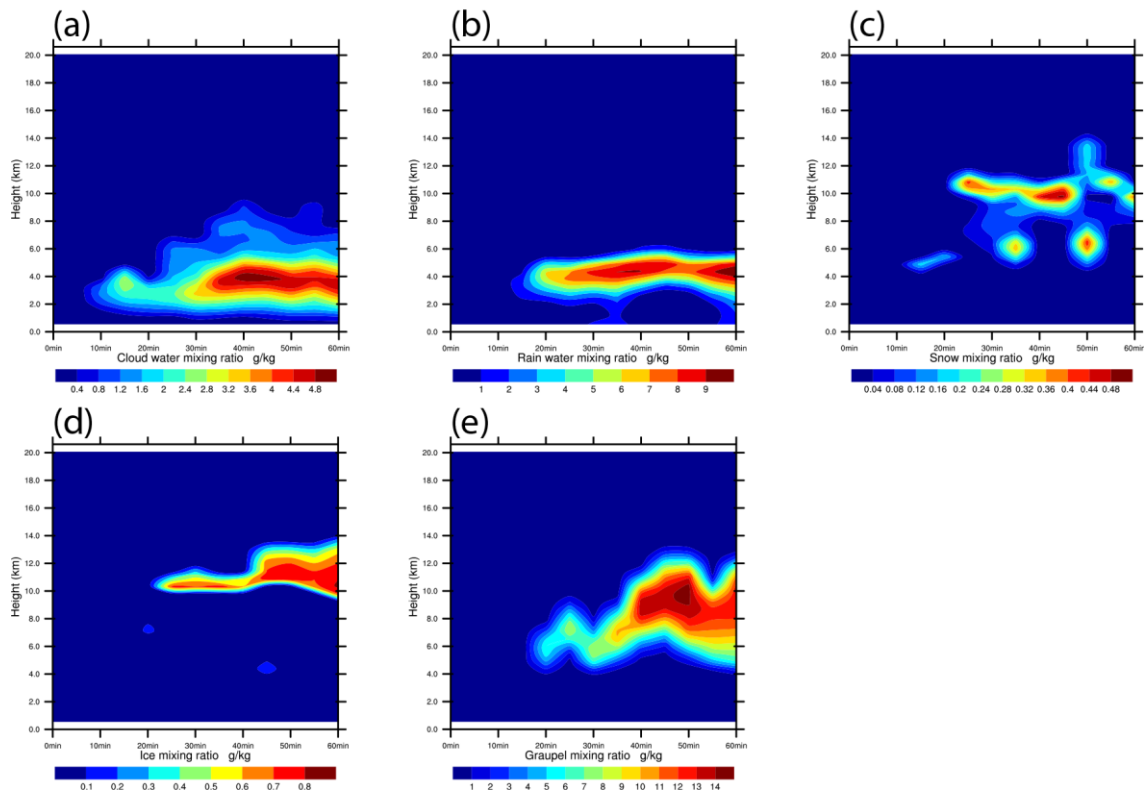 (a)
20.0
18.0
16.0
14.0
12.0
10.0
8.0
6.0
4.0
2.0
0.0
Height (km)
0min 10min 20min 30min 40min 50min 60min
Cloud water mixing ratio g/kg
0.4 0.8 1.2 1.6 2 2.4 2.8 3.2 3.6 4 4.4 4.8
(b)
20.0
18.0
16.0
14.0
12.0
10.0
8.0
6.0
4.0
2.0
0.0
Height (km)
0min 10min 20min 30min 40min 50min 60min
Rain water mixing ratio g/kg
1 2 3 4 5 6 7 8 9
(c)
20.0
18.0
16.0
14.0
12.0
10.0
8.0
6.0
4.0
2.0
0.0
Height (km)
0min 10min 20min 30min 40min 50min 60min
Snow mixing ratio g/kg
0.04 0.08 0.12 0.16 0.2 0.24 0.28 0.32 0.36 0.4 0.44 0.48
(d)
20.0
18.0
16.0
14.0
12.0
10.0
8.0
6.0
4.0
2.0
0.0
Height (km)
0min 10min 20min 30min 40min 50min 60min
Ice mixing ratio g/kg
0.1 0.2 0.3 0.4 0.5 0.6 0.7 0.8
(e)
20.0
18.0
16.0
14.0
12.0
10.0
8.0
6.0
4.0
2.0
0.0
Height (km)
0min 10min 20min 30min 40min 50min 60min
Graupel mixing ratio g/kg
1 2 3 4 5 6 7 8 9 10 11 12 13 14